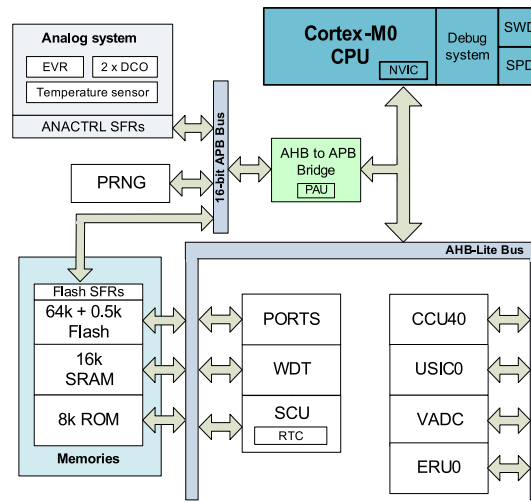 Analog system
EVR
2 x DCO
Temperature sensor
ANACTRL SFRs
Cortex-M0
CPU
NVIC
Debug
system
SWD
SPD
16-bit APB Bus
PRNG
AHB to APB
Bridge
PAU
AHB-Lite Bus
Flash SFRs
64k + 0.5k
Flash
16k
SRAM
8k ROM
Memories
PORTS
WDT
SCU
RTC
CCU40
USIC0
VADC
ERU0